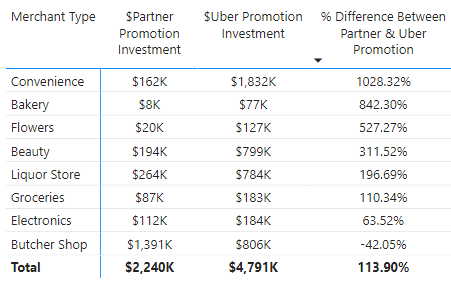 Merchant Type $Partner $Uber Promotion % Difference Between
Promotion Investment Partner & Uber
Investment Promotion
Convenience $162K $1,832K 1028.32%
Bakery $8K $77K 842.30%
Flowers $20K $127K 527.27%
Beauty $194K $799K 311.52%
Liquor Store $264K $784K 196.69%
Groceries $87K $183K 110.34%
Electronics $112K $184K 63.52%
Butcher Shop $1,391K $806K -42.05%
Total $2,240K $4,791K 113.90%